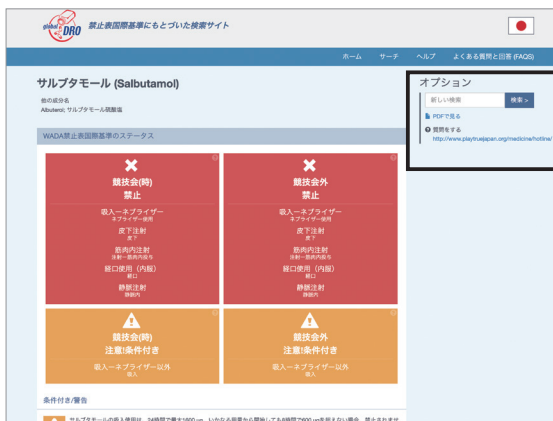 global DRO
禁止表国際基準にもとづいた検索サイト
ホーム サーチ ヘルプ よくある質問と回答 (FAQS)
サルブタモール (Salbutamol)
他の成分名
Albuterol; サルブタモール硫酸塩
WADA禁止表国際基準のステータス
競技会(時)
禁止
吸入ーネブライザー
ネブライザー使用
皮下注射
皮下
筋肉内注射
注射ー筋肉内投与
経口使用（内服）
経口
静脈注射
静脈内
競技会外
禁止
吸入ーネブライザー
ネブライザー使用
皮下注射
皮下
筋肉内注射
注射ー筋肉内投与
経口使用（内服）
経口
静脈注射
静脈内
競技会(時)
注意!条件付き
吸入ーネブライザー以外
吸入
競技会外
注意!条件付き
吸入ーネブライザー以外
吸入
条件付き/警告
オプション
新しい検索 検索 >
PDFで見る
質問をする
http://www.playtruejapan.org/medicine/hotline/